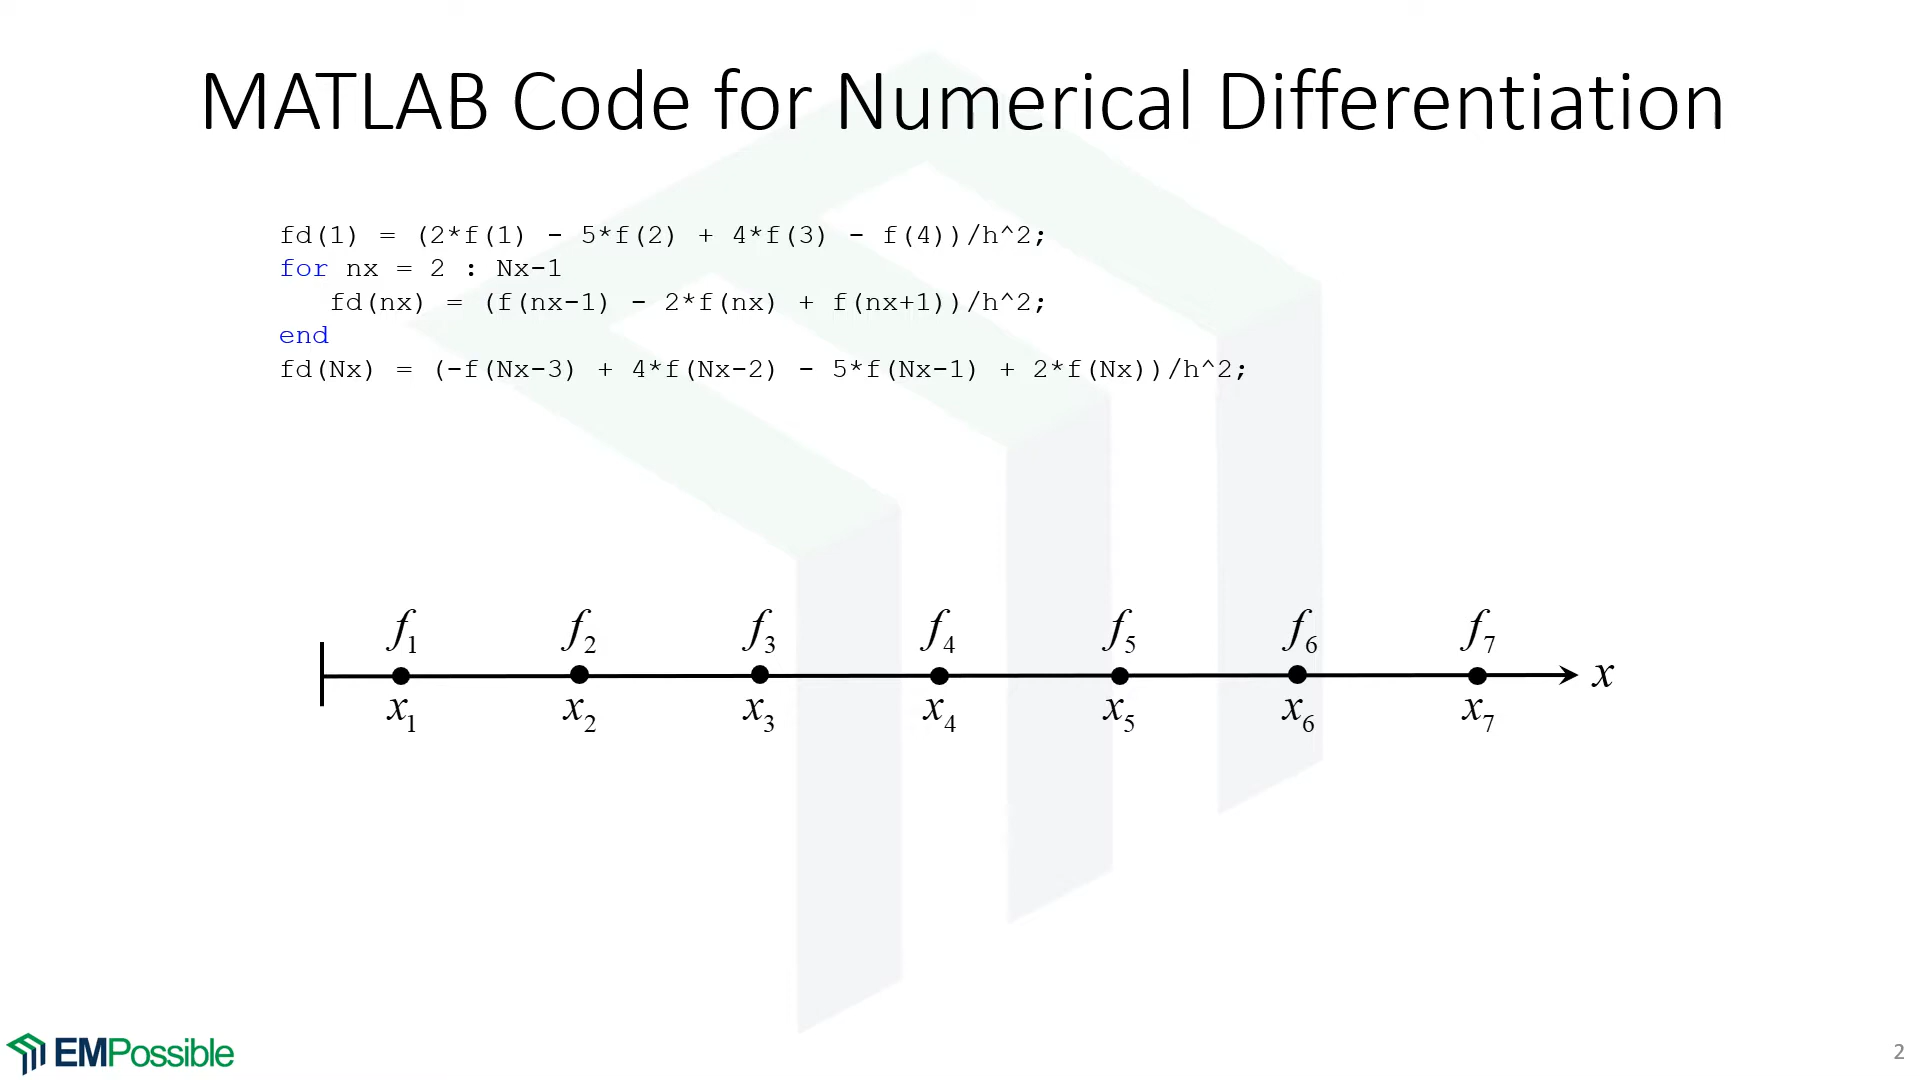 MATLAB Code for Numerical Differentiation
fd(1) = (2*f(1) - 5*f(2) + 4*f(3) - f(4))/h^2;
for nx = 2 : Nx-1
   fd(nx) = (f(nx-1) - 2*f(nx) + f(nx+1))/h^2;
end
fd(Nx) = (-f(Nx-3) + 4*f(Nx-2) - 5*f(Nx-1) + 2*f(Nx))/h^2;
f₁ f₂ f₃ f₄ f₅ f₆ f₇
x
x₁ x₂ x₃ x₄ x₅ x₆ x₇
EMPossible
2